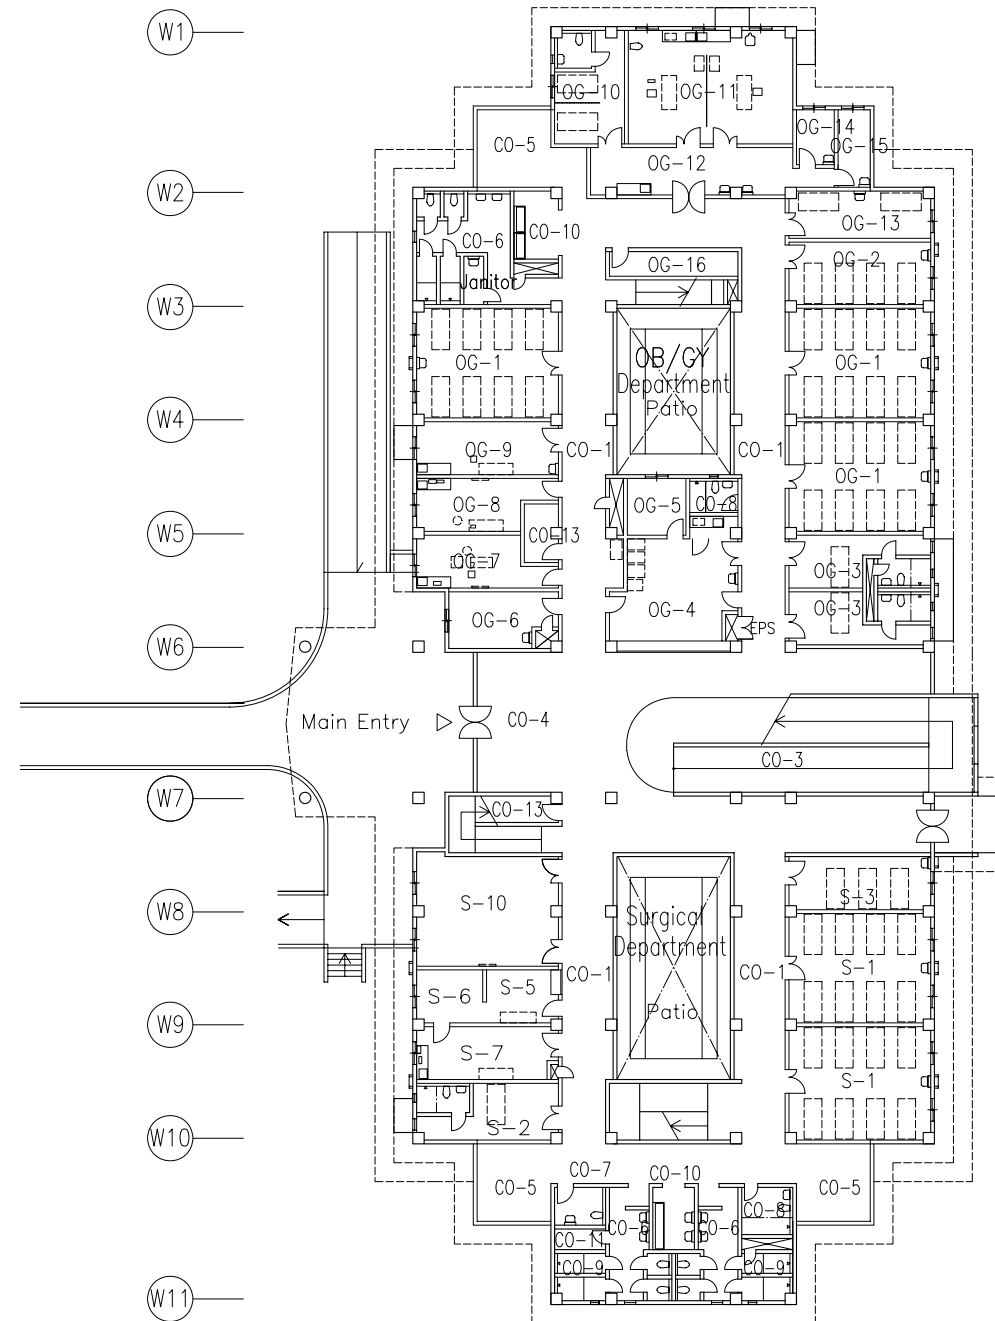 W1
OG-10
OG-11
OG-14
CO-5
OG-15
OG-12
W2
OG-13
CO-6
CO-10
OG-2
OG-16
Janitor
W3
OG-1
OB/GY
Department
Patio
OG-1
W4
OG-9
CO-1
CO-1
OG-1
OG-8
OG-5
CO-8
W5
CO-13
OG-7
OG-3
OG-6
OG-4
OG-3
EPS
W6
Main Entry
CO-4
CO-3
W7
CO-13
W8
S-10
Surgical
Department
S-3
CO-1
CO-1
S-1
S-6
S-5
Patio
W9
S-7
S-1
S-2
W10
CO-7
CO-10
CO-5
CO-5
CO-6
CO-6
CO-8
CO-11
CO-9
CO-9
W11